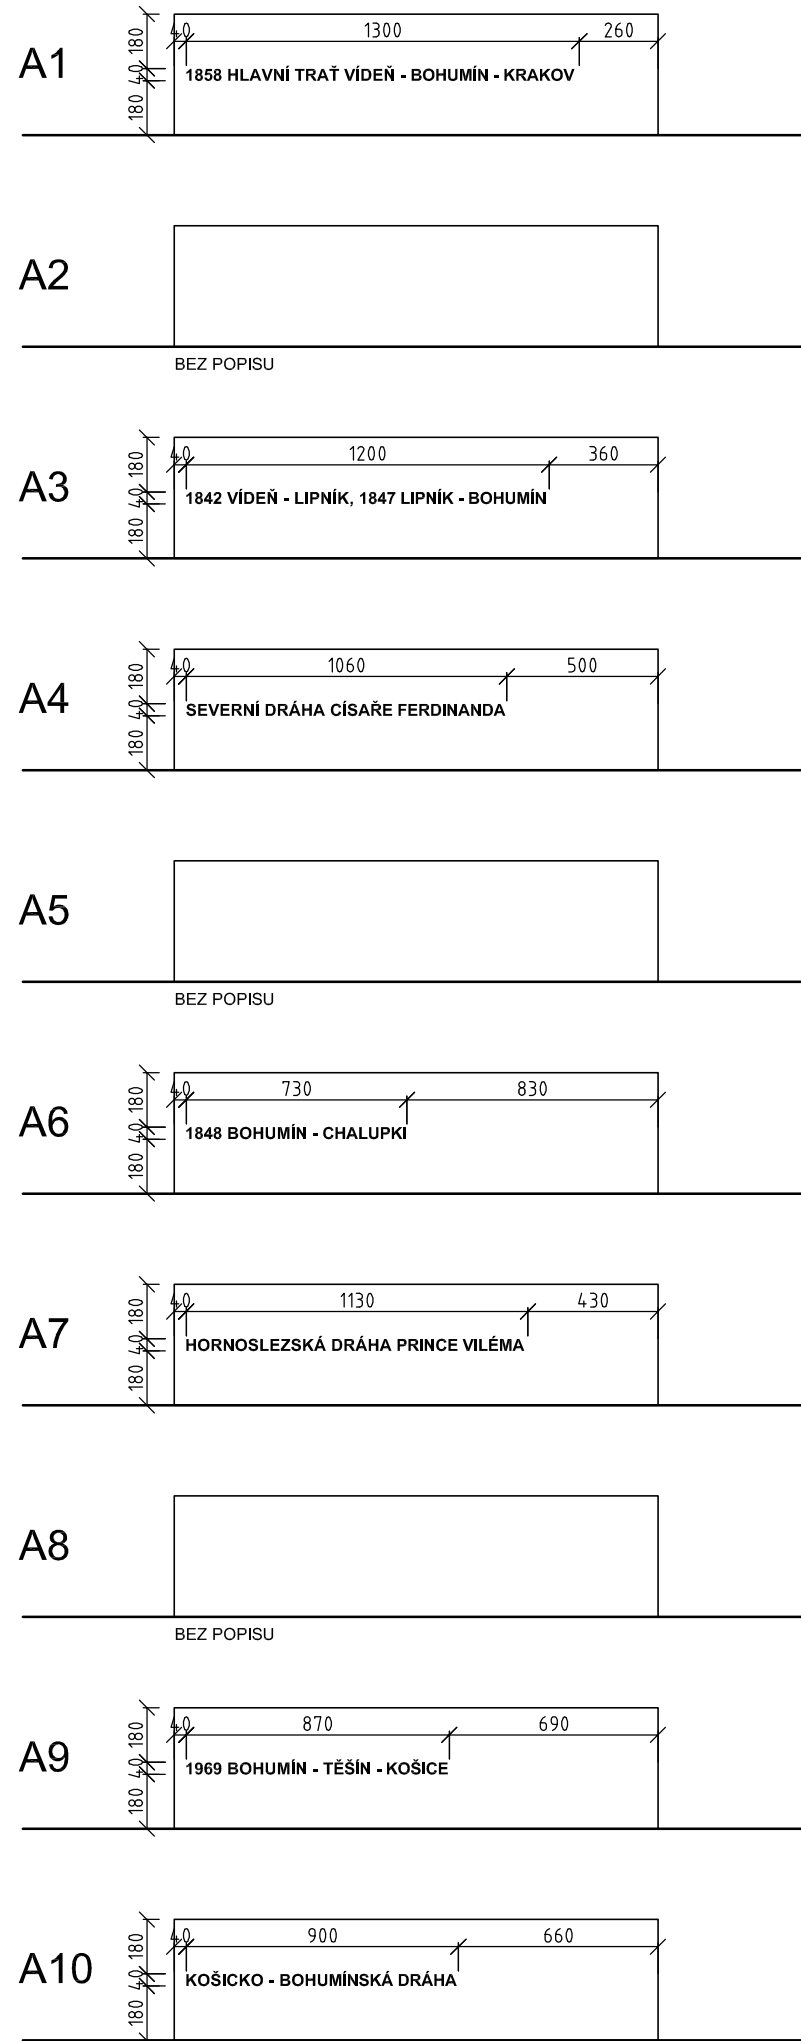 40 1300 260
180
A1
40
1858 HLAVNÍ TRAŤ VÍDEŇ - BOHUMÍN - KRAKOV
180
A2
BEZ POPISU
40 1200 360
180
A3
40
1842 VÍDEŇ - LIPNÍK, 1847 LIPNÍK - BOHUMÍN
180
40 1060 500
180
A4
40
SEVERNÍ DRÁHA CÍSAŘE FERDINANDA
180
A5
BEZ POPISU
40 730 830
180
A6
40
1848 BOHUMÍN - CHALUPKI
180
40 1130 430
180
A7
40
HORNOSLEZSKÁ DRÁHA PRINCE VILÉMA
180
A8
BEZ POPISU
40 870 690
180
A9
40
1969 BOHUMÍN - TĚŠÍN - KOŠICE
180
40 900 660
180
A10
40
KOŠICKO - BOHUMÍNSKÁ DRÁHA
180